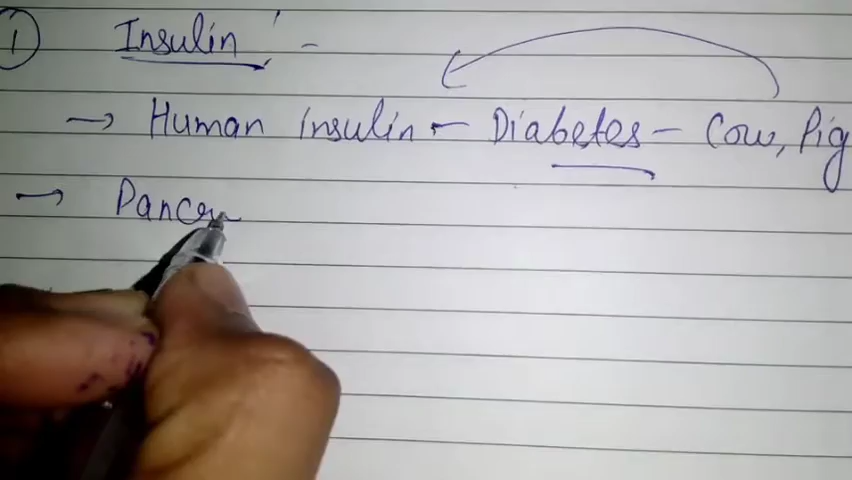 ① Insulin' -
→ Human insulin ← Diabetes - Cow, Pig
→ Pancr